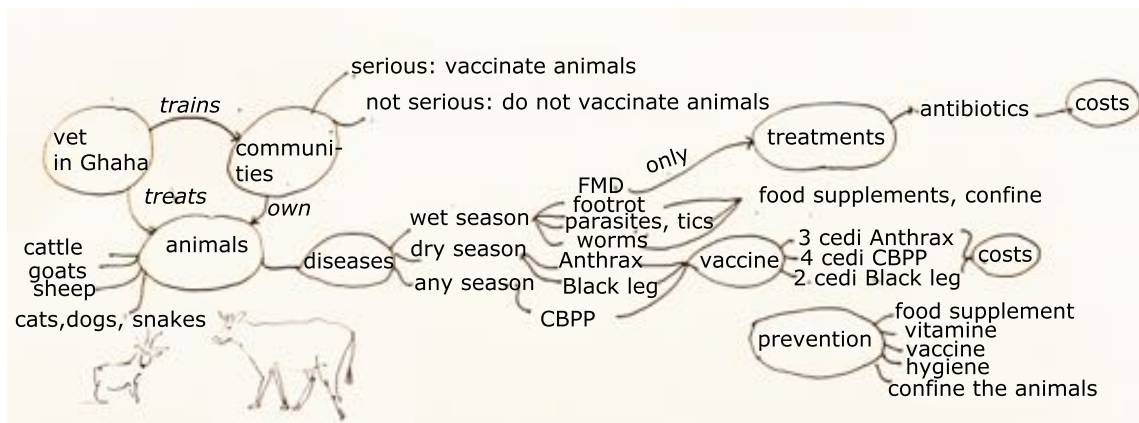 serious: vaccinate animals
not serious: do not vaccinate animals
trains
vet
in Ghaha
communi-
ties
treats
own
animals
cattle
goats
sheep
cats,dogs, snakes
diseases
wet season
dry season
any season
FMD
footrot
parasites, tics
worms
Anthrax
Black leg
CBPP
only
treatments
antibiotics
costs
food supplements, confine
vaccine
3 cedi Anthrax
4 cedi CBPP
2 cedi Black leg
costs
prevention
food supplement
vitamine
vaccine
hygiene
confine the animals